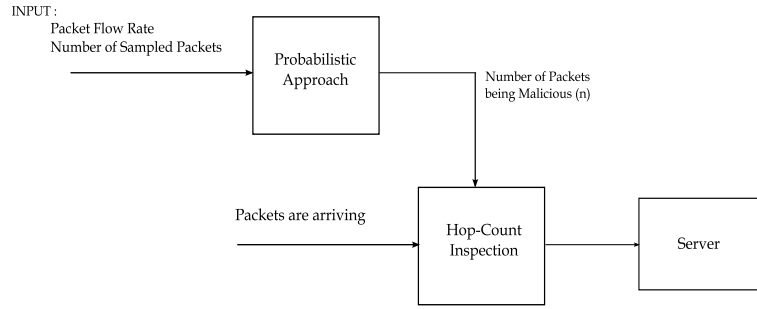 INPUT :
Packet Flow Rate
Number of Sampled Packets
Probabilistic
Approach
Number of Packets
being Malicious (n)
Packets are arriving
Hop-Count
Inspection
Server